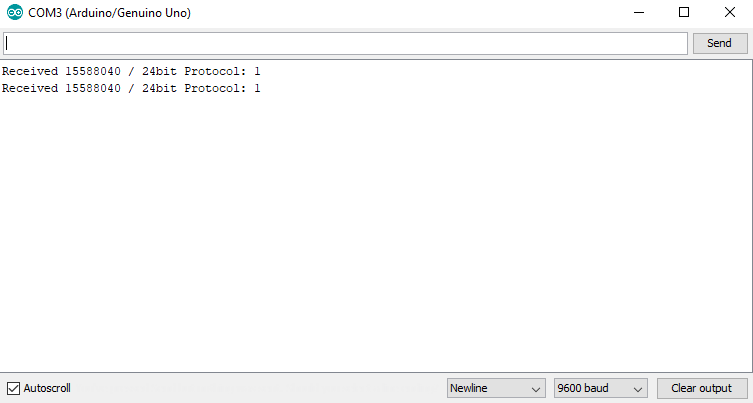 COM3 (Arduino/Genuino Uno)
Send
Received 15588040 / 24bit Protocol: 1
Received 15588040 / 24bit Protocol: 1
Autoscroll
Newline
9600 baud
Clear output